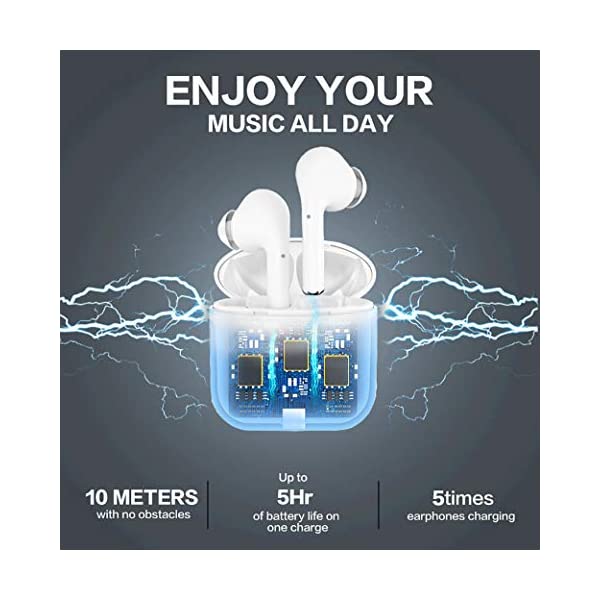 ENJOY YOUR
MUSIC ALL DAY
10 METERS
with no obstacles
Up to
5Hr
of battery life on
one charge
5times
earphones charging